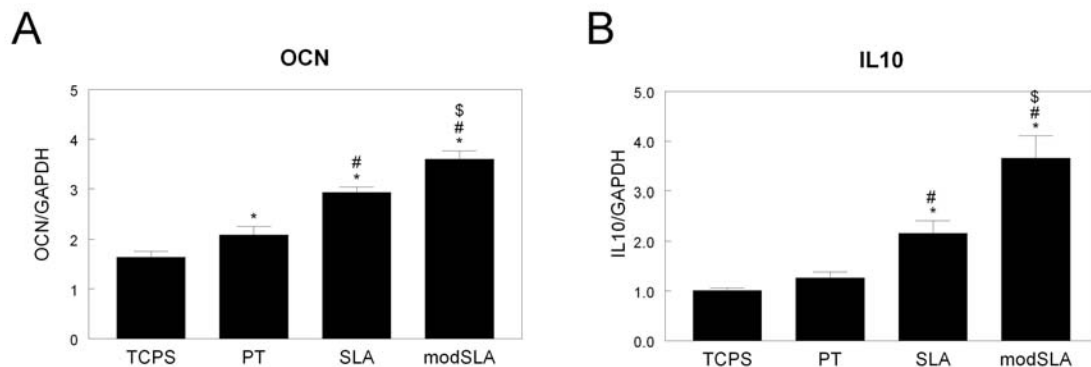 A
OCN
OCN/GAPDH
5
4
3
2
1
0
*
#
*
$
#
*
TCPS PT SLA modSLA
B
IL10
IL10/GAPDH
5.0
4.0
3.0
2.0
1.0
0.0
#
*
$
#
*
TCPS PT SLA modSLA